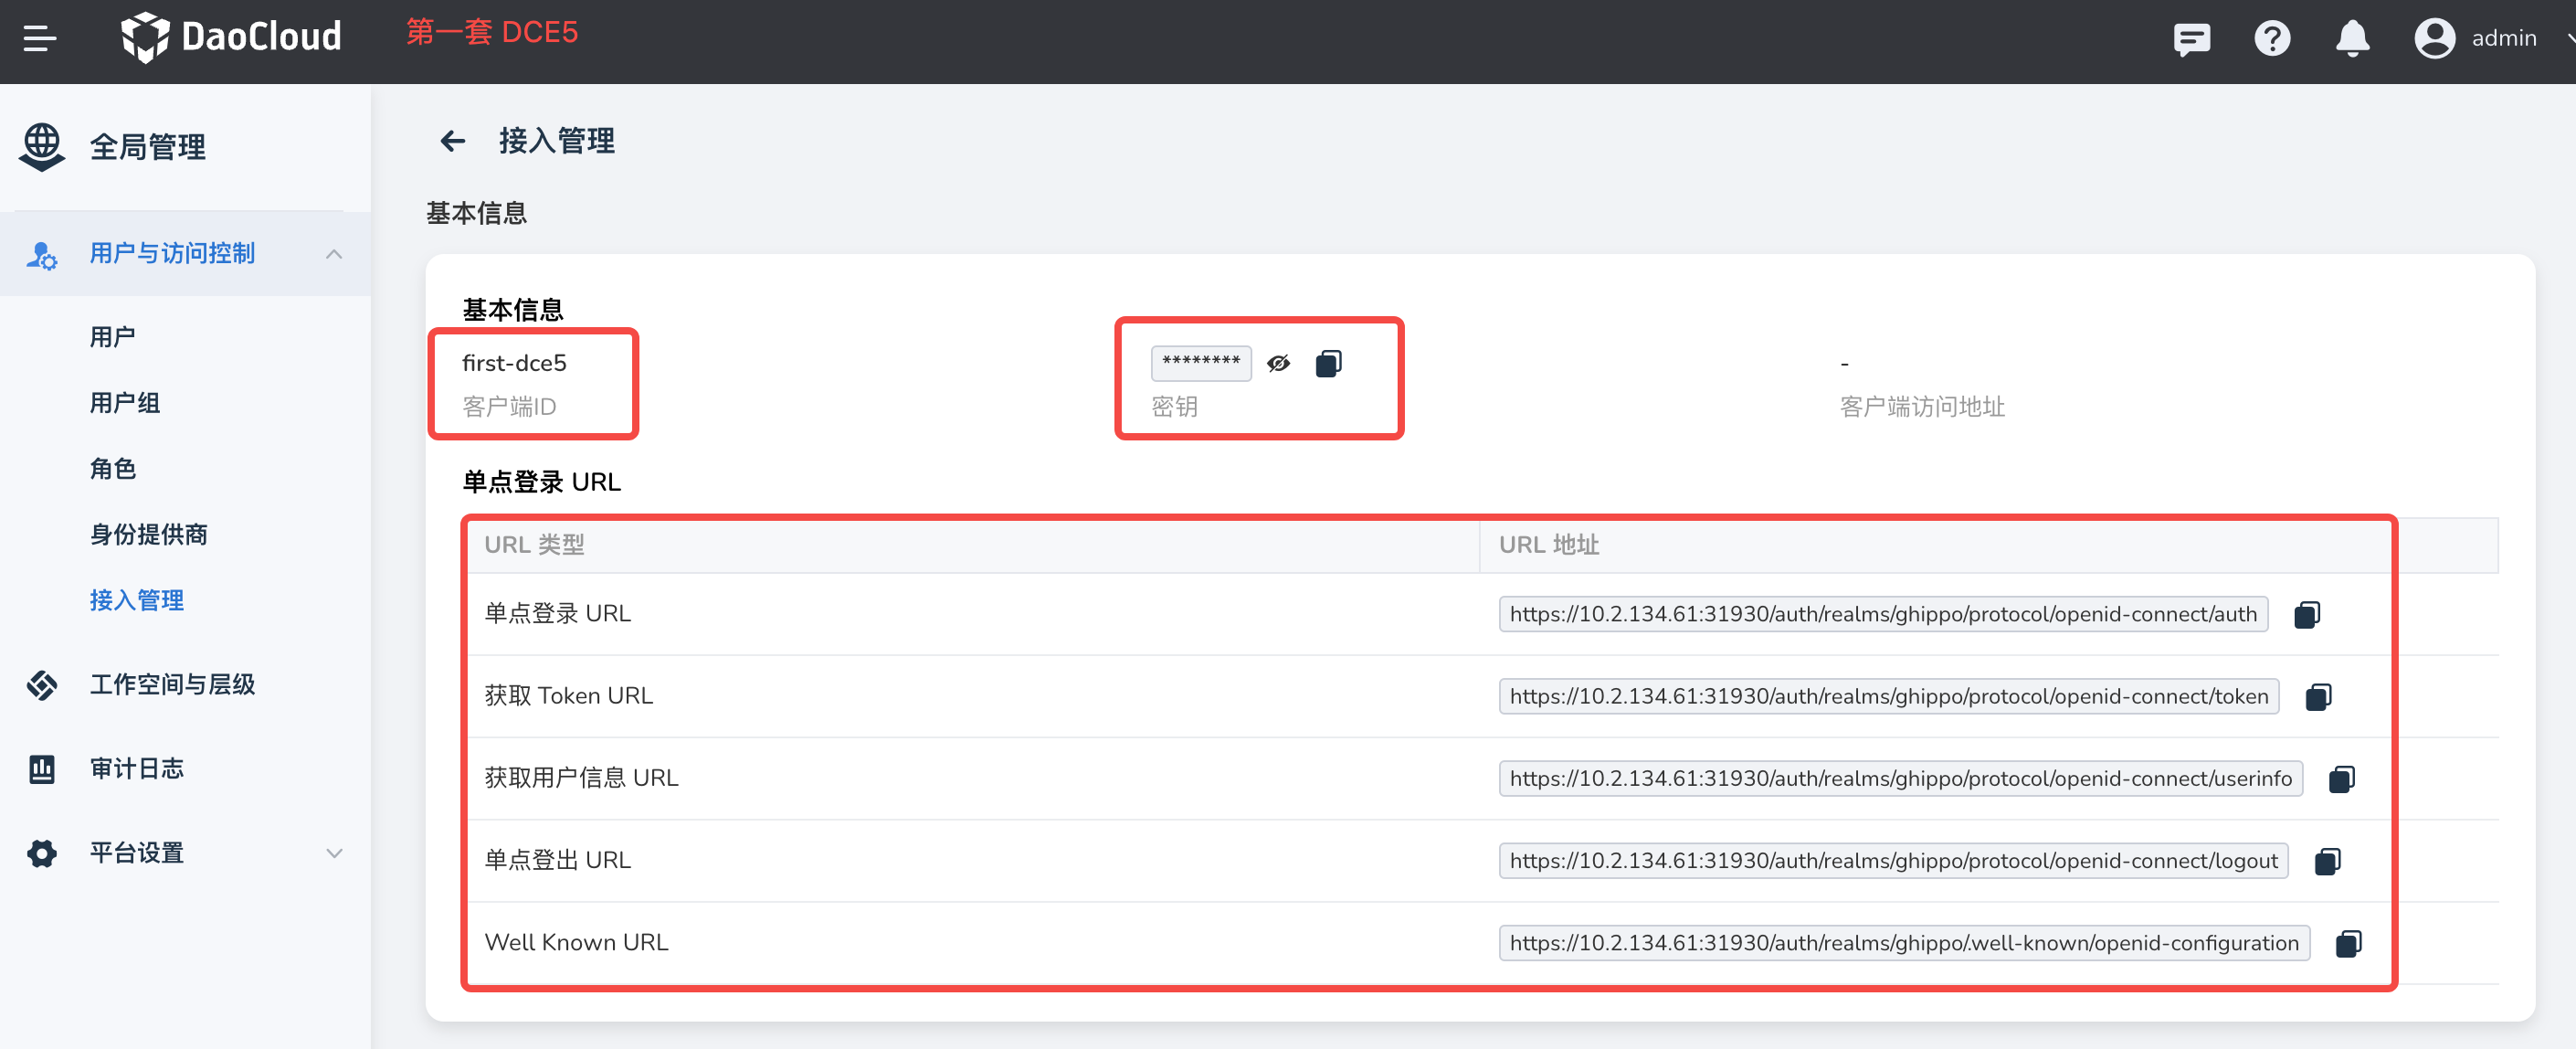 DaoCloud
第一套 DCE5
admin
全局管理
用户与访问控制
用户
用户组
角色
身份提供商
接入管理
工作空间与层级
审计日志
平台设置
接入管理
基本信息
基本信息
first-dce5
客户端ID
********
密钥
-
客户端访问地址
单点登录 URL
URL 类型 URL 地址
单点登录 URL https://10.2.134.61:31930/auth/realms/ghippo/protocol/openid-connect/auth
获取 Token URL https://10.2.134.61:31930/auth/realms/ghippo/protocol/openid-connect/token
获取用户信息 URL https://10.2.134.61:31930/auth/realms/ghippo/protocol/openid-connect/userinfo
单点登出 URL https://10.2.134.61:31930/auth/realms/ghippo/protocol/openid-connect/logout
Well Known URL https://10.2.134.61:31930/auth/realms/ghippo/.well-known/openid-configuration